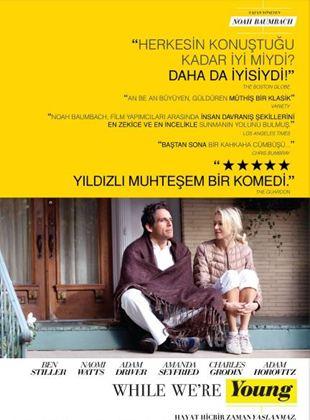 YAZAN YÖNETEN
NOAH BAUMBACH
“HERKESİN KONUŞTUĞU
KADAR İYİ MİYDİ?
DAHA DA İYİSİYDİ!”
THE BOSTON GLOBE
“AN BE AN BÜYÜYEN, GÜLDÜREN MÜTHİŞ BİR KLASİK”
VARIETY
“NOAH BAUMBACH, FİLM YAPIMCILARI ARASINDA İNSAN DAVRANIŞ ŞEKİLLERİNİ
EN ZEKİCE VE EN İNCELİKLE SUNMANIN YOLUNU BULMUŞ.”
LOS ANGELES TIMES
“BAŞTAN SONA BİR KAHKAHA CÜMBÜŞÜ...”
CHRIS BUMBRAY
“★★★★★
YILDIZLI MUHTEŞEM BİR KOMEDİ.”
THE GUARDIAN
BEN STILLER NAOMI WATTS ADAM DRIVER AMANDA SEYFRIED CHARLES GRODIN ADAM HOROVITZ
WHILE WE'RE Young
HAYAT HİÇBİR ZAMAN YAŞLANMAZ